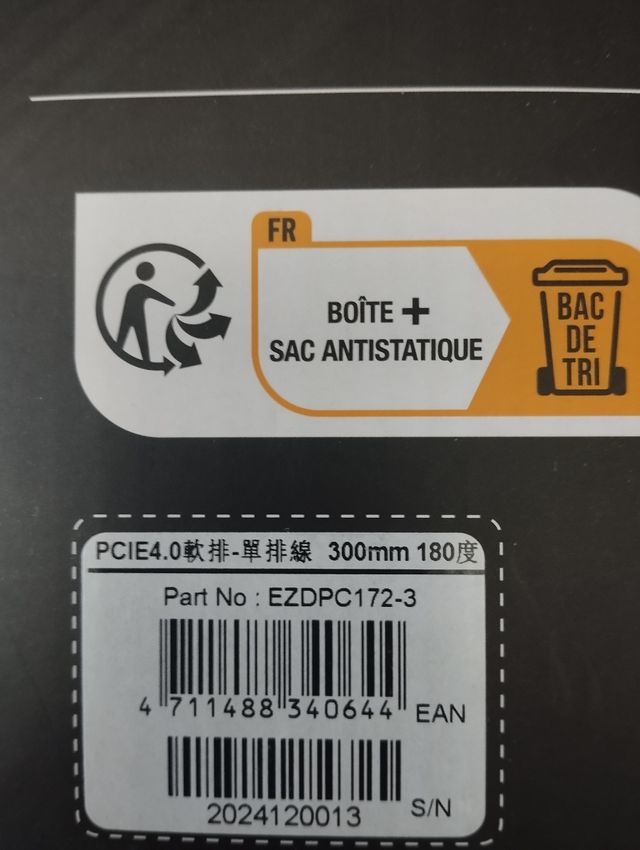 FR
BOÎTE +
SAC ANTISTATIQUE
BAC
DE
TRI
PCIE4.0軟排-單排線 300mm 180度
Part No : EZDPC172-3
4 711488 340644 EAN
2024120013 S/N